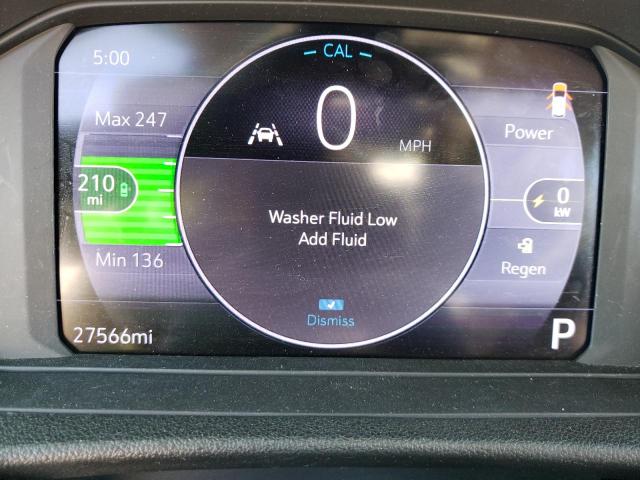 5:00
CAL
Max 247
0
MPH
Power
210
mi
0
kW
Washer Fluid Low
Add Fluid
Min 136
Regen
Dismiss
27566mi
P